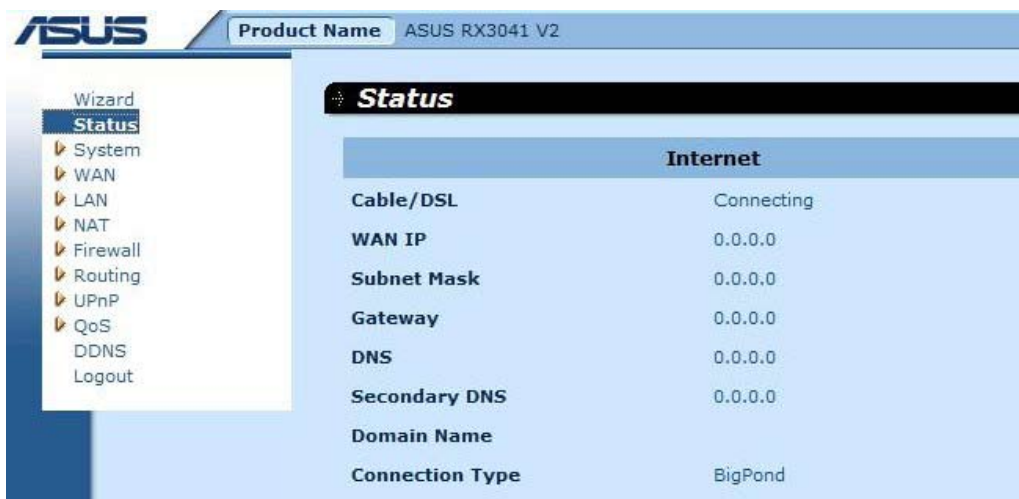 ASUS
Product Name ASUS RX3041 V2
Wizard
Status
System
WAN
LAN
NAT
Firewall
Routing
UPnP
QoS
DDNS
Logout
Status
Internet
Cable/DSL Connecting
WAN IP 0.0.0.0
Subnet Mask 0.0.0.0
Gateway 0.0.0.0
DNS 0.0.0.0
Secondary DNS 0.0.0.0
Domain Name
Connection Type BigPond